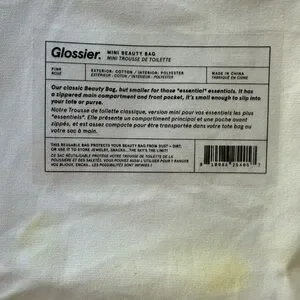 Glossier.
MINI BEAUTY BAG
MINI TROUSSE DE TOILETTE
PINK
ROSE
EXTERIOR: COTTON / INTERIOR: POLYESTER
EXTÉRIEUR : COTON / INTÉRIEUR : POLYESTER
MADE IN CHINA
FABRIQUÉ EN CHINE
Our classic Beauty Bag, but smaller for those "essential" essentials. It has
a zippered main compartment and front pocket, it's small enough to slip into
your tote or purse.
Notre Trousse de toilette classique, version mini pour vos essentiels les plus
"essentiels". Elle présente un compartiment principal et une poche avant
zippés, et est assez compacte pour être transportée dans votre tote bag ou
votre sac à main.
THIS REUSABLE BAG PROTECTS YOUR BEAUTY BAG FROM DUST + DIRT.
OR USE IT TO STORE JEWELRY, SNACKS...THE SKY'S THE LIMIT!
CE SAC RÉUTILISABLE PROTÈGE VOTRE TROUSSE DE TOILETTE DE LA
POUSSIÈRE ET DES SALETÉS. VOUS POUVEZ AUSSI L'UTILISER POUR Y RANGER
VOS BIJOUX, ENCAS... LES POSSIBILITÉS SONT INFINIES !